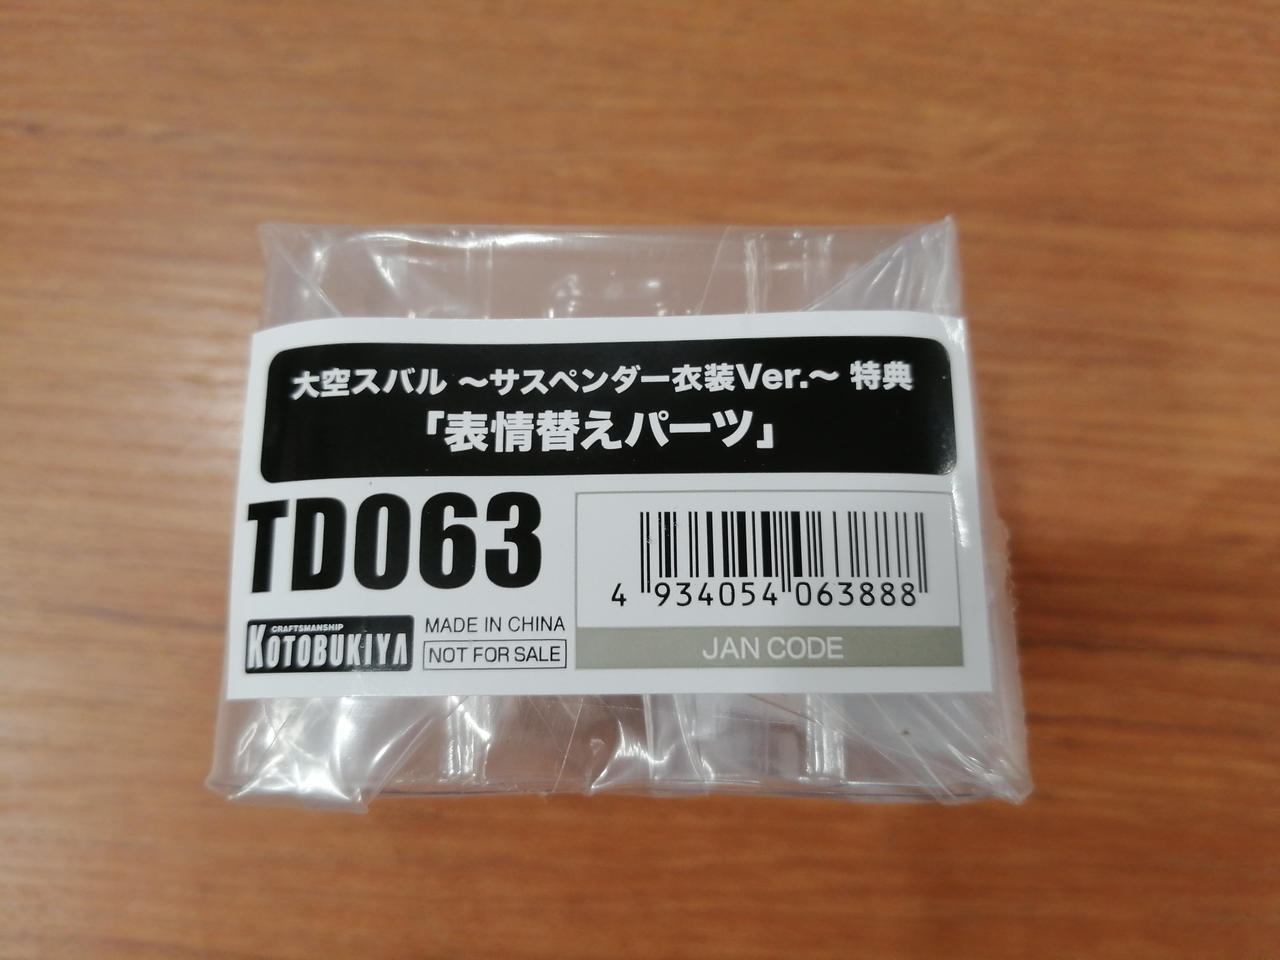 大空スバル ～サスペンダー衣装Ver.～ 特典
「表情替えパーツ」
TD063
CRAFTSMANSHIP
KOTOBUKIYA
MADE IN CHINA
NOT FOR SALE
4 934054 063888
JAN CODE